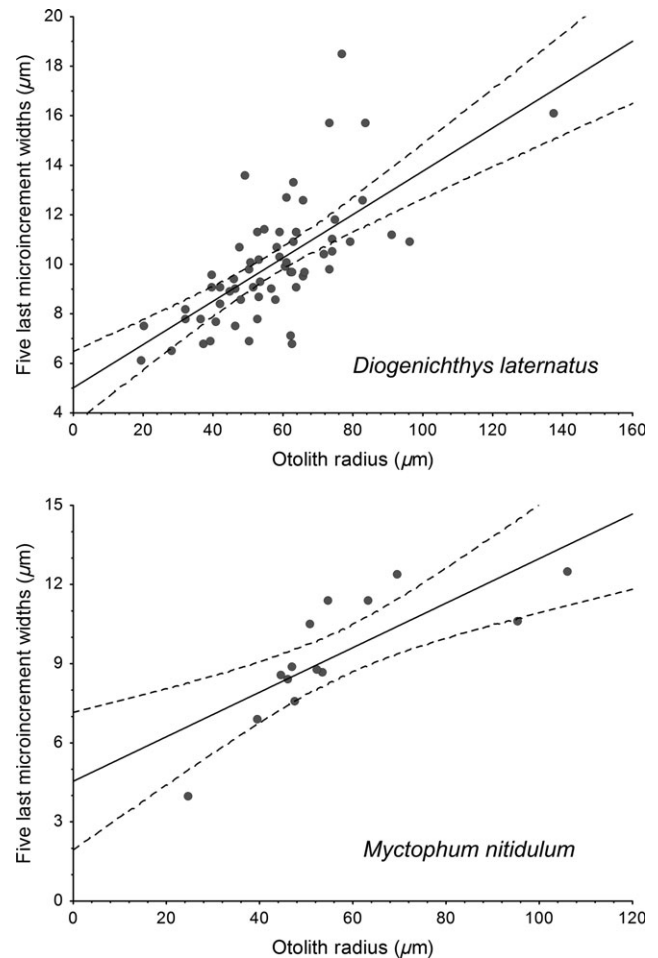 20
18
16
14
12
10
8
6
4
Five last microincrement widths (µm)
Diogenichthys laternatus
0 20 40 60 80 100 120 140 160
Otolith radius (µm)
15
12
9
6
3
0
Five last microincrement widths (µm)
Myctophum nitidulum
0 20 40 60 80 100 120
Otolith radius (µm)